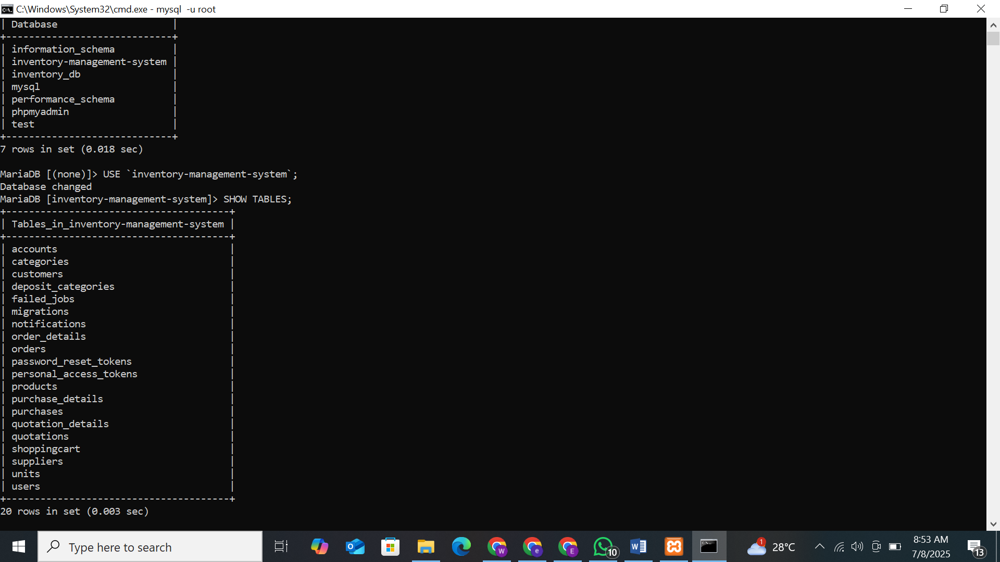 C:\Windows\System32\cmd.exe - mysql  -u root
| Database                    |
+-----------------------------+
| information_schema          |
| inventory-management-system |
| inventory_db                |
| mysql                       |
| performance_schema          |
| phpmyadmin                  |
| test                        |
+-----------------------------+
7 rows in set (0.018 sec)
MariaDB [(none)]> USE `inventory-management-system`;
Database changed
MariaDB [inventory-management-system]> SHOW TABLES;
+---------------------------------------+
| Tables_in_inventory-management-system |
+---------------------------------------+
| accounts                              |
| categories                            |
| customers                             |
| deposit_categories                    |
| failed_jobs                           |
| migrations                            |
| notifications                         |
| order_details                         |
| orders                                |
| password_reset_tokens                 |
| personal_access_tokens                |
| products                              |
| purchase_details                      |
| purchases                             |
| quotation_details                     |
| quotations                            |
| shoppingcart                          |
| suppliers                             |
| units                                 |
| users                                 |
+---------------------------------------+
20 rows in set (0.003 sec)
Type here to search
W
e
E
10
1
28°C
8:53 AM
7/8/2025
13